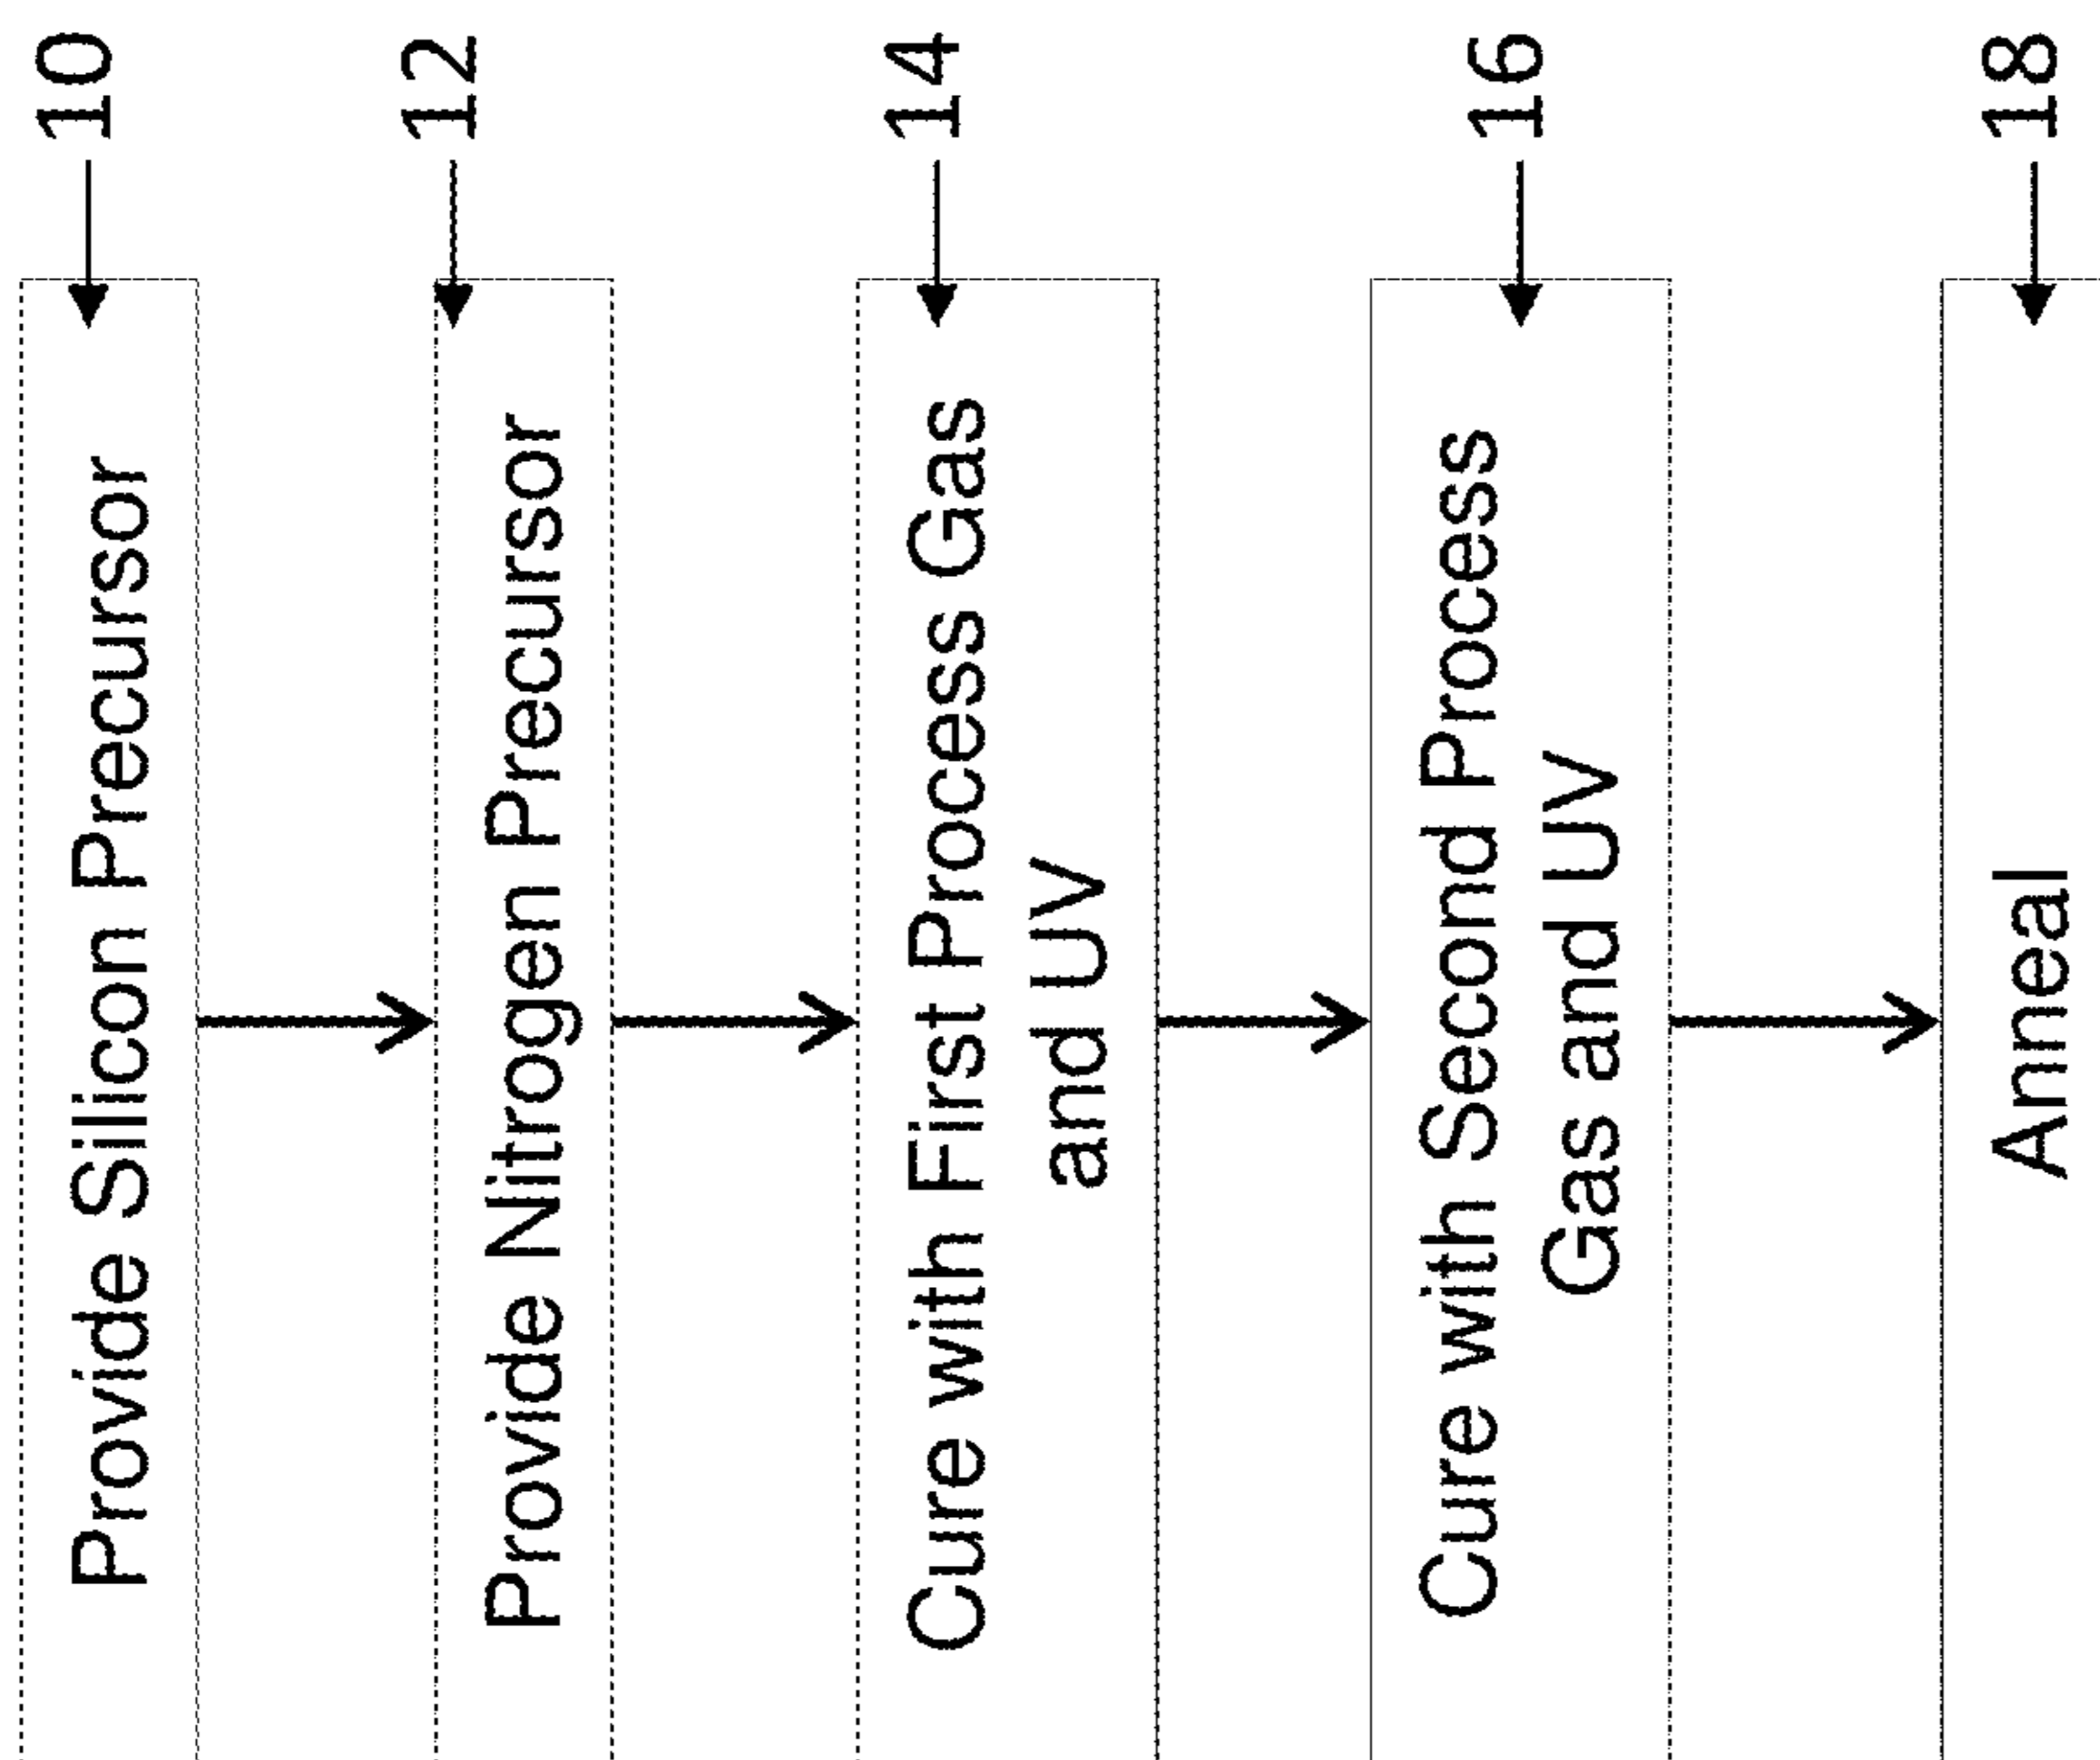 Provide Silicon Precursor
10
Provide Nitrogen Precursor
12
Cure with First Process Gas
and UV
14
Cure with Second Process
Gas and UV
16
Anneal
18